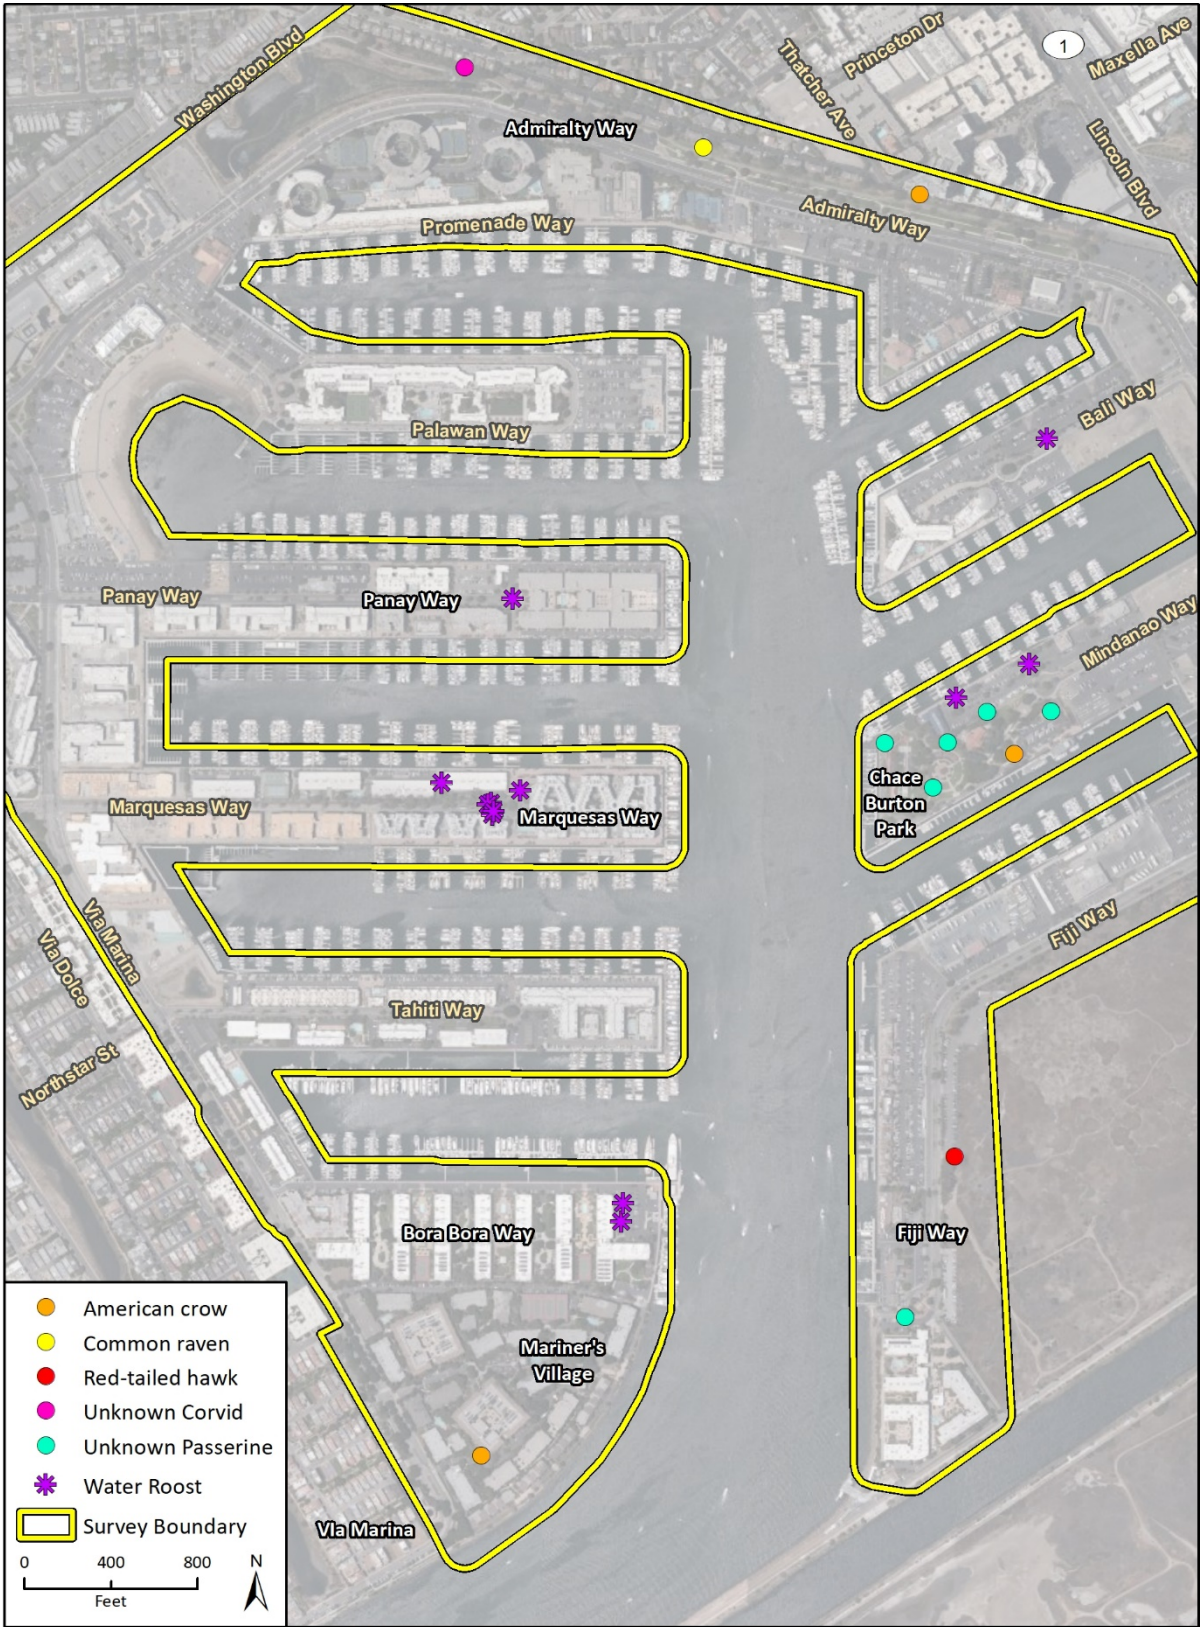 Washington Blvd
Thatcher Ave
Princeton Dr
1
Maxella Ave
Lincoln Blvd
Admiralty Way
Admiralty Way
Promenade Way
Palawan Way
Bali Way
Panay Way
Panay Way
Mindanao Way
Marquesas Way
Marquesas Way
Chace
Burton
Park
Via Marina
Via Dolce
Northstar St
Tahiti Way
Fiji Way
Bora Bora Way
Fiji Way
Mariner's
Village
VIa Marina
American crow
Common raven
Red-tailed hawk
Unknown Corvid
Unknown Passerine
Water Roost
Survey Boundary
0 400 800
Feet
N